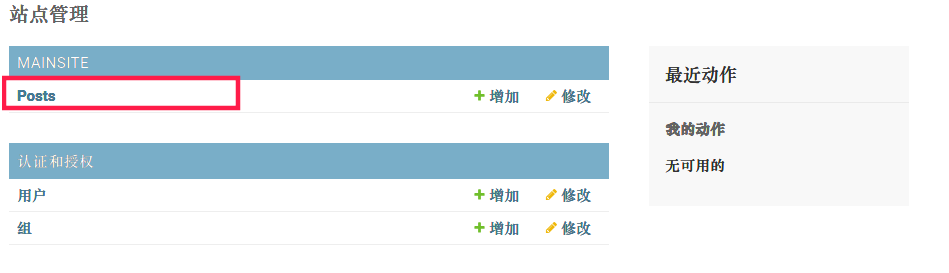 站点管理
MAINSITE
Posts 增加 修改
认证和授权
用户 增加 修改
组 增加 修改
最近动作
我的动作
无可用的